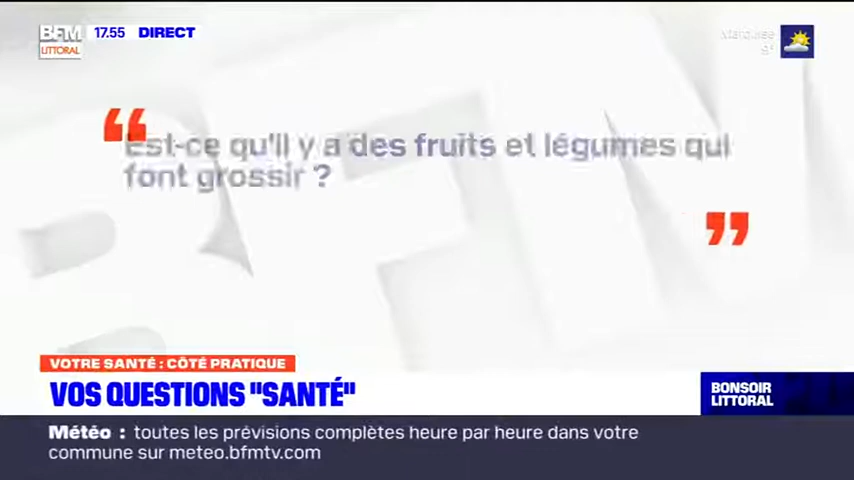 BFM
LITTORAL
17.55 DIRECT
Marquise
9°
“Est-ce qu'il y a des fruits et légumes qui
font grossir ?”
VOTRE SANTÉ : CÔTÉ PRATIQUE
VOS QUESTIONS "SANTÉ"
BONSOIR
LITTORAL
Météo : toutes les prévisions complètes heure par heure dans votre
commune sur meteo.bfmtv.com